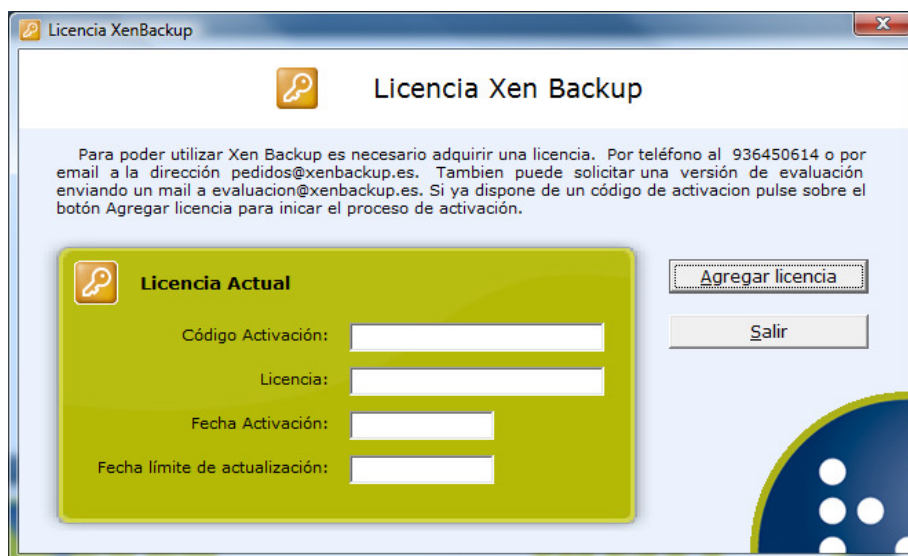 Licencia XenBackup
Licencia Xen Backup
Para poder utilizar Xen Backup es necesario adquirir una licencia. Por teléfono al 936450614 o por
email a la dirección pedidos@xenbackup.es. Tambien puede solicitar una versión de evaluación
enviando un mail a evaluacion@xenbackup.es. Si ya dispone de un código de activacion pulse sobre el
botón Agregar licencia para inicar el proceso de activación.
Licencia Actual
Agregar licencia
Código Activación:
Salir
Licencia:
Fecha Activación:
Fecha límite de actualización: